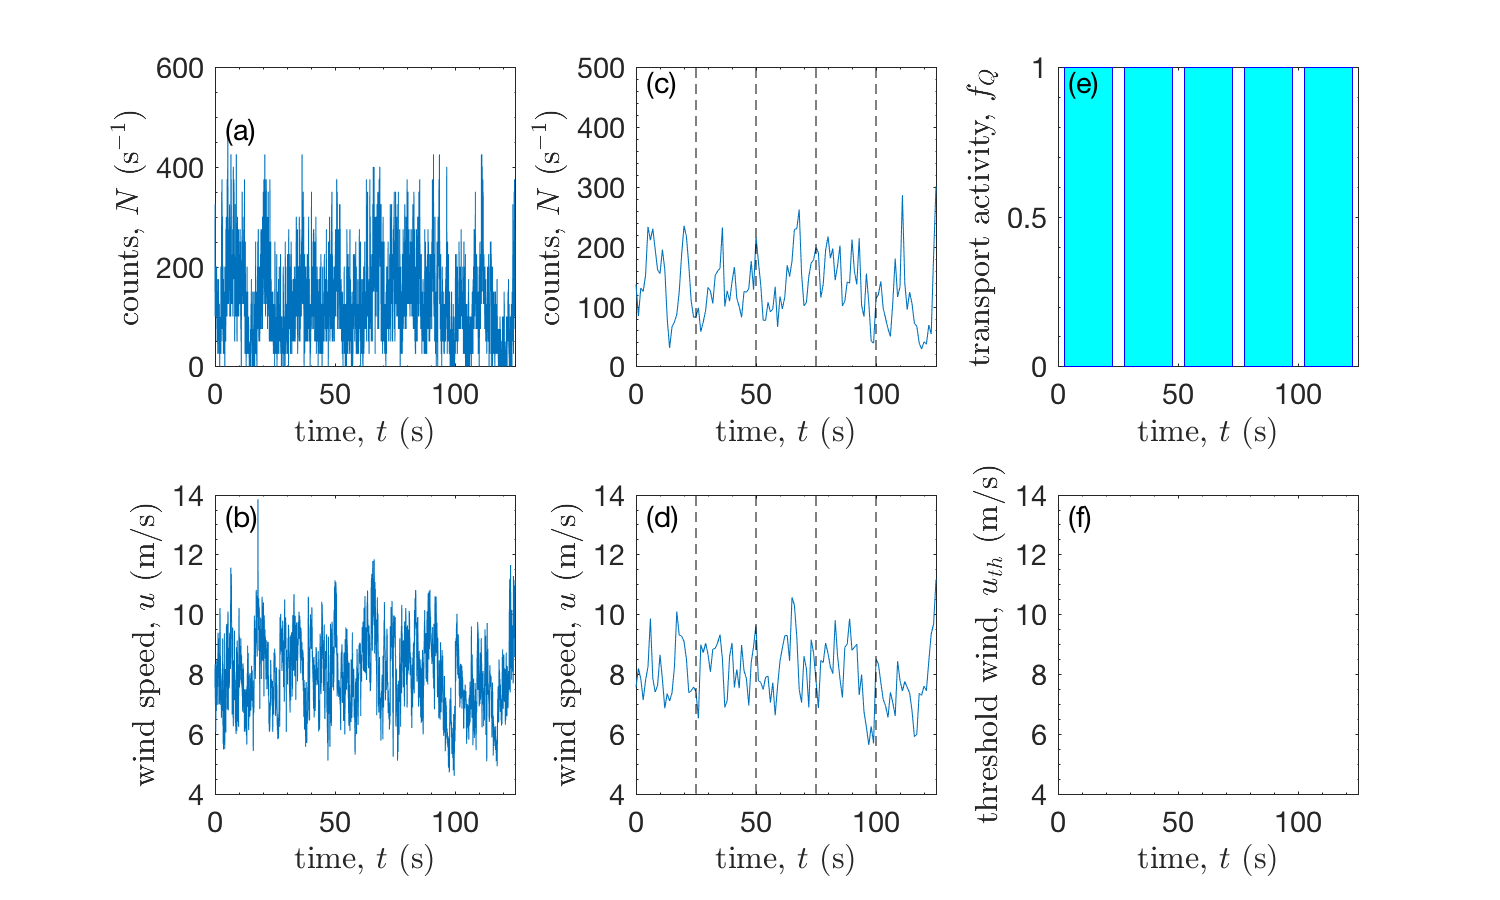 (a)
counts, N (s⁻¹)
600
400
200
0
0 50 100
time, t (s)
(c)
counts, N (s⁻¹)
500
400
300
200
100
0
0 50 100
time, t (s)
(e)
transport activity, f_Q
1
0.5
0
0 50 100
time, t (s)
(b)
wind speed, u (m/s)
14
12
10
8
6
4
0 50 100
time, t (s)
(d)
wind speed, u (m/s)
14
12
10
8
6
4
0 50 100
time, t (s)
(f)
threshold wind, u_th (m/s)
14
12
10
8
6
4
0 50 100
time, t (s)